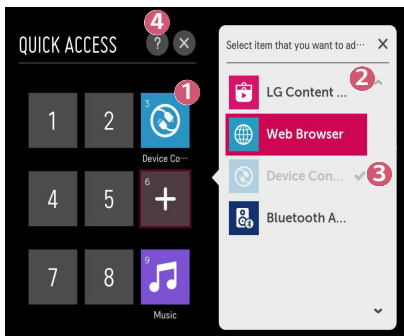 4
QUICK ACCESS ? ×
Select item that you want to ad··· ×
1
2
LG Content ...
1 2 3
Web Browser
Device Co···
Device Con... ✓ 3
4 5 6 +
Bluetooth A...
7 8 9
Music